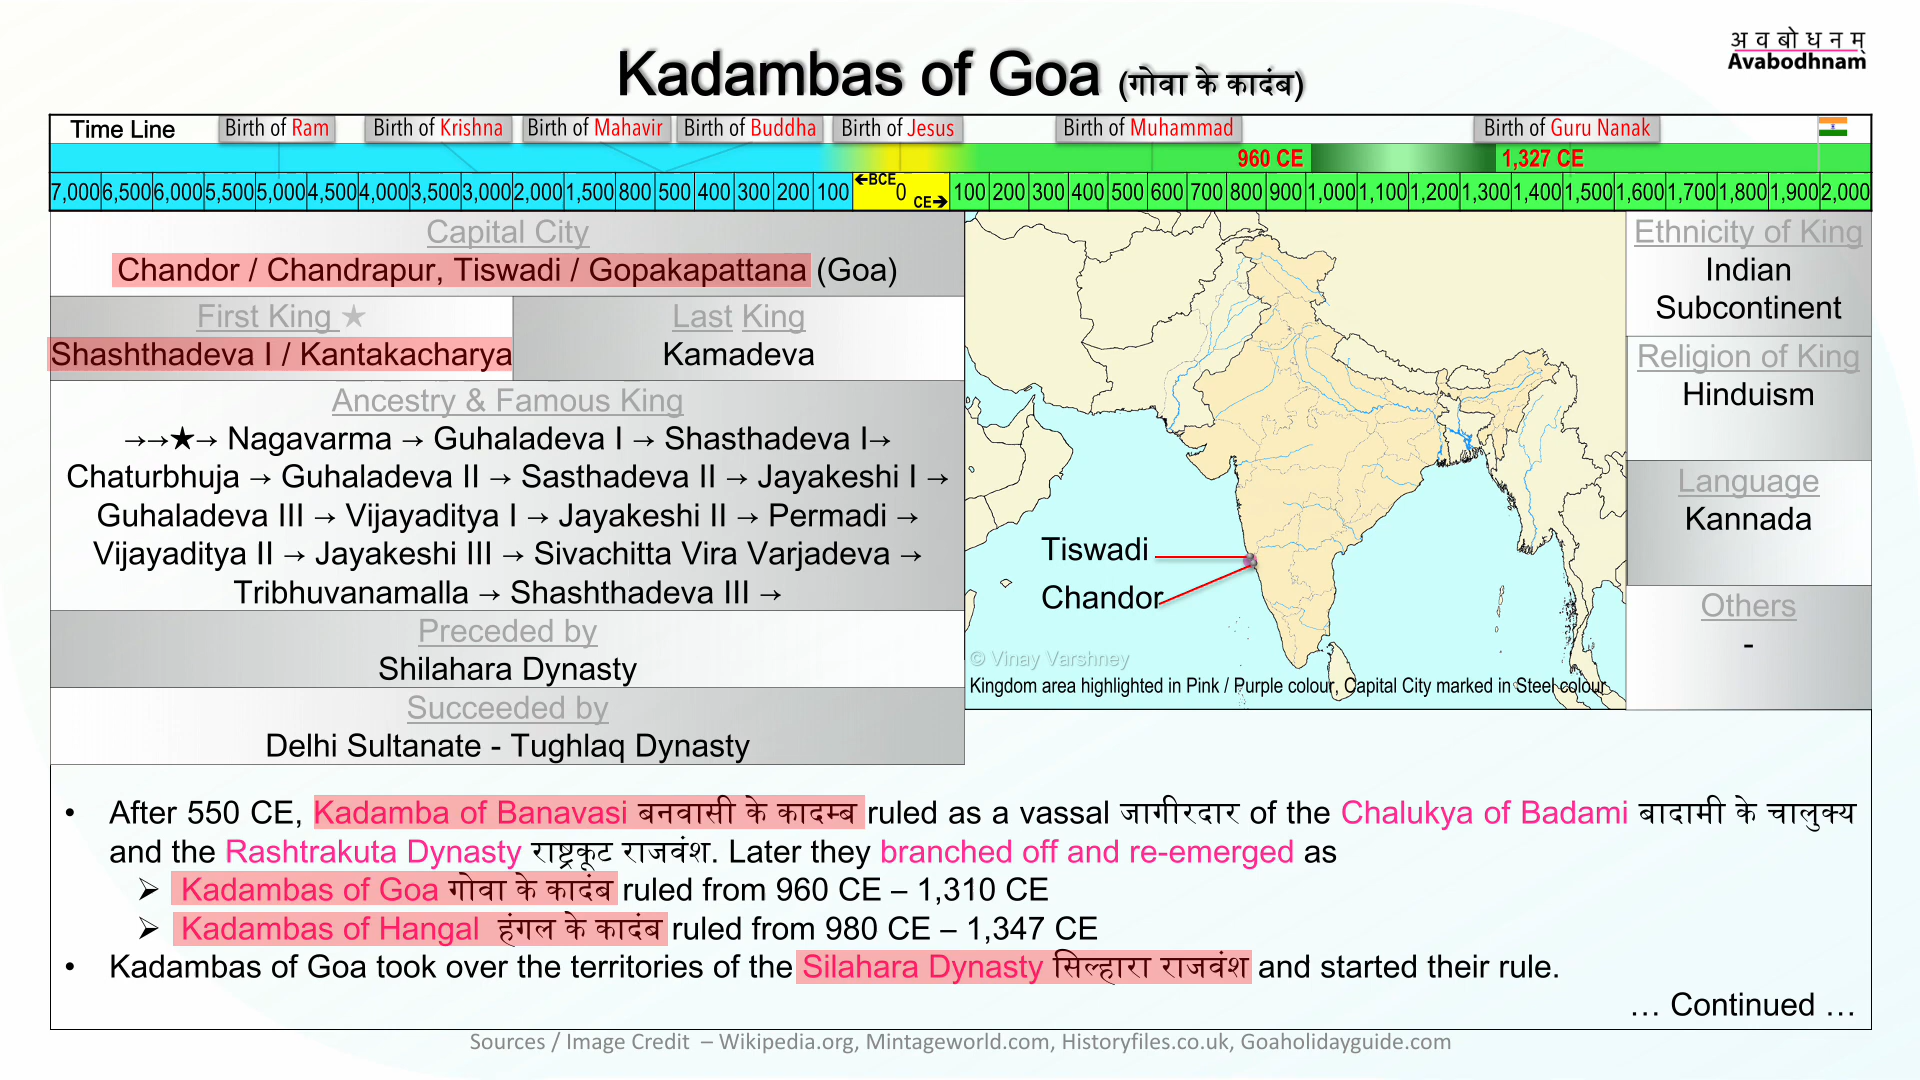 अ व बो ध न म्
Avabodhnam
Kadambas of Goa (गोवा के कादंब)
Time Line
Birth of Ram
Birth of Krishna
Birth of Mahavir
Birth of Buddha
Birth of Jesus
Birth of Muhammad
Birth of Guru Nanak
960 CE
1,327 CE
7,000 6,500 6,000 5,500 5,000 4,500 4,000 3,500 3,000 2,000 1,500 800 500 400 300 200 100 ←BCE 0 CE→ 100 200 300 400 500 600 700 800 900 1,000 1,100 1,200 1,300 1,400 1,500 1,600 1,700 1,800 1,900 2,000
Capital City
Chandor / Chandrapur, Tiswadi / Gopakapattana (Goa)
First King ★
Shashthadeva I / Kantakacharya
Last King
Kamadeva
Ancestry & Famous King
→→★→ Nagavarma → Guhaladeva I → Shasthadeva I→
Chaturbhuja → Guhaladeva II → Sasthadeva II → Jayakeshi I →
Guhaladeva III → Vijayaditya I → Jayakeshi II → Permadi →
Vijayaditya II → Jayakeshi III → Sivachitta Vira Varjadeva →
Tribhuvanamalla → Shashthadeva III →
Preceded by
Shilahara Dynasty
Succeeded by
Delhi Sultanate - Tughlaq Dynasty
Tiswadi
Chandor
© Vinay Varshney
Kingdom area highlighted in Pink / Purple colour, Capital City marked in Steel colour
Ethnicity of King
Indian
Subcontinent
Religion of King
Hinduism
Language
Kannada
Others
-
• After 550 CE, Kadamba of Banavasi बनवासी के कादम्ब ruled as a vassal जागीरदार of the Chalukya of Badami बादामी के चालुक्य
and the Rashtrakuta Dynasty राष्ट्रकूट राजवंश. Later they branched off and re-emerged as
➢ Kadambas of Goa गोवा के कादंब ruled from 960 CE – 1,310 CE
➢ Kadambas of Hangal हंगल के कादंब ruled from 980 CE – 1,347 CE
• Kadambas of Goa took over the territories of the Silahara Dynasty सिल्हारा राजवंश and started their rule.
… Continued …
Sources / Image Credit – Wikipedia.org, Mintageworld.com, Historyfiles.co.uk, Goaholidayguide.com